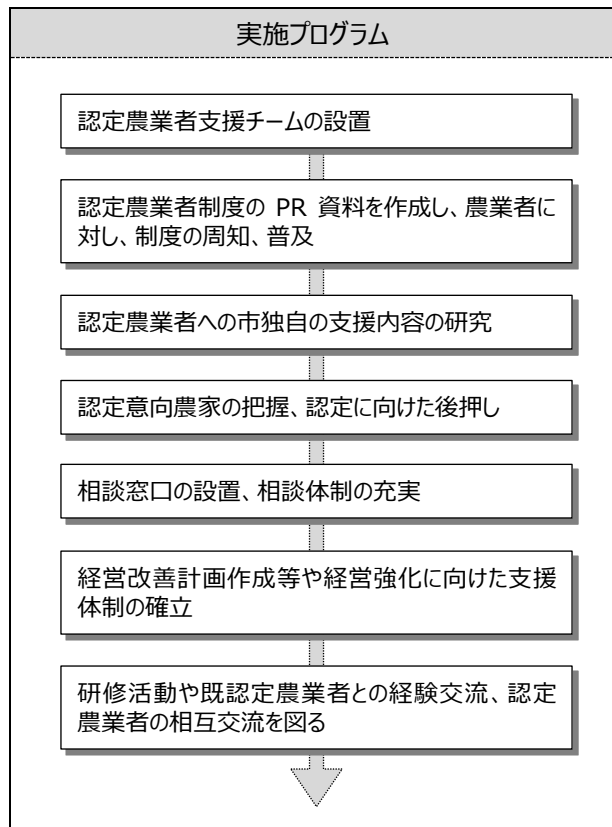 実施プログラム
認定農業者支援チームの設置
認定農業者制度の PR 資料を作成し、農業者に
対し、制度の周知、普及
認定農業者への市独自の支援内容の研究
認定意向農家の把握、認定に向けた後押し
相談窓口の設置、相談体制の充実
経営改善計画作成等や経営強化に向けた支援
体制の確立
研修活動や既認定農業者との経験交流、認定
農業者の相互交流を図る